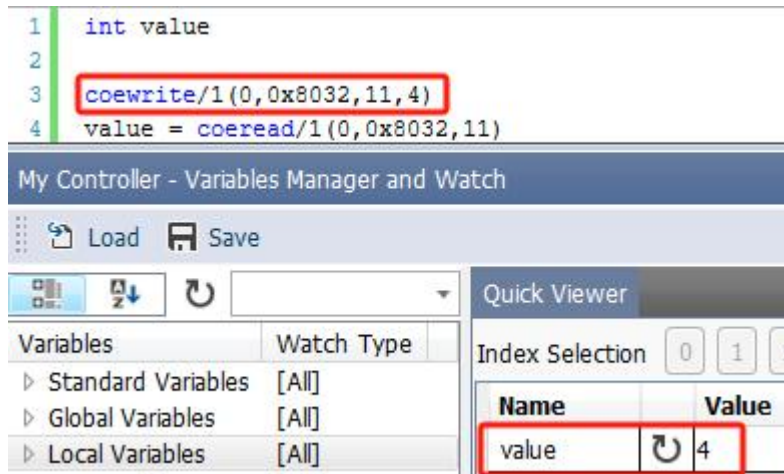 1 int value
2
3 coewrite/1(0,0x8032,11,4)
4 value = coeread/1(0,0x8032,11)
My Controller - Variables Manager and Watch
Load Save
Quick Viewer
Variables Watch Type
Index Selection 0 1
Standard Variables [All]
Name Value
Global Variables [All]
value 4
Local Variables [All]